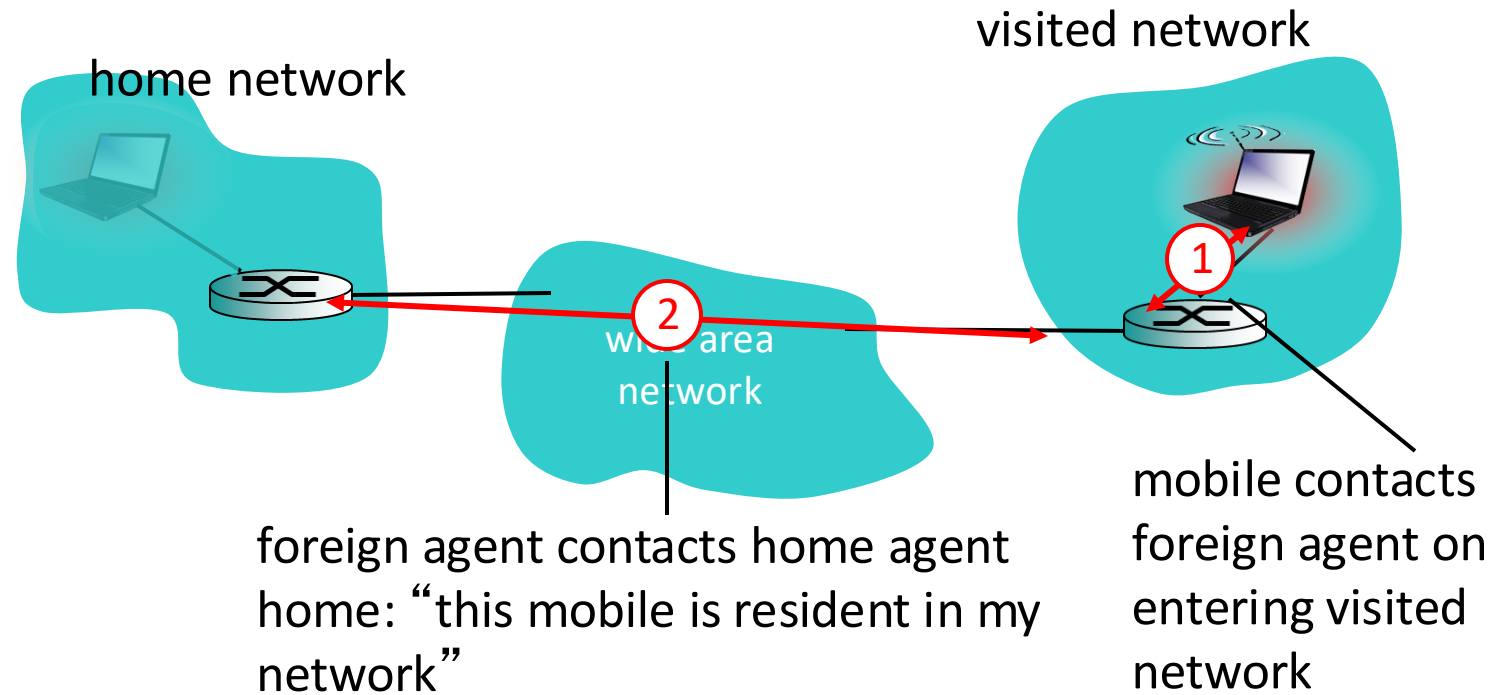 visited network
home network
1
2
wide area
network
mobile contacts
foreign agent on
entering visited
network
foreign agent contacts home agent
home: “this mobile is resident in my
network”